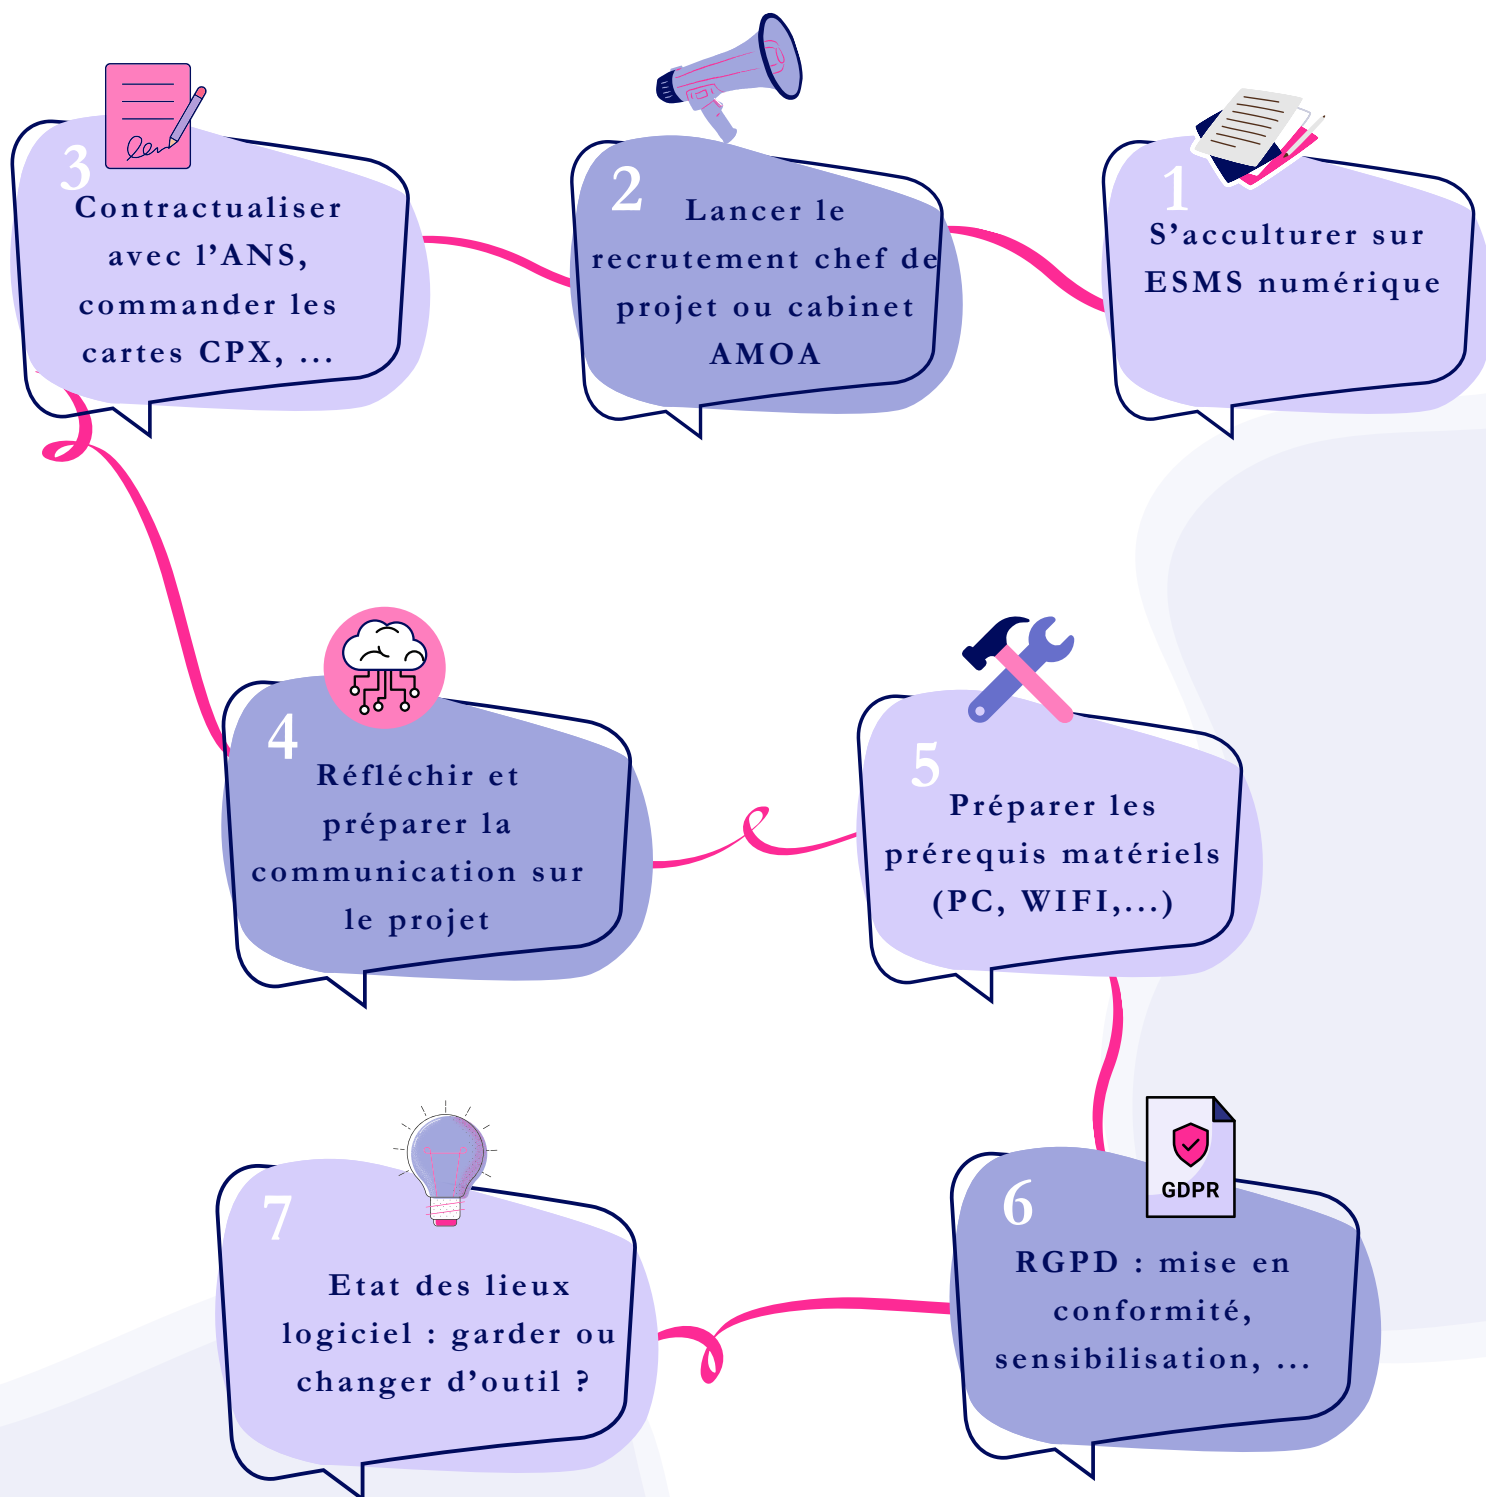 1
S’acculturer sur
ESMS numérique
2
Lancer le
recrutement chef de
projet ou cabinet
AMOA
3
Contractualiser
avec l’ANS,
commander les
cartes CPX, ...
4
Réfléchir et
préparer la
communication sur
le projet
5
Préparer les
prérequis matériels
(PC, WIFI,...)
GDPR
6
RGPD : mise en
conformité,
sensibilisation, ...
7
Etat des lieux
logiciel : garder ou
changer d’outil ?